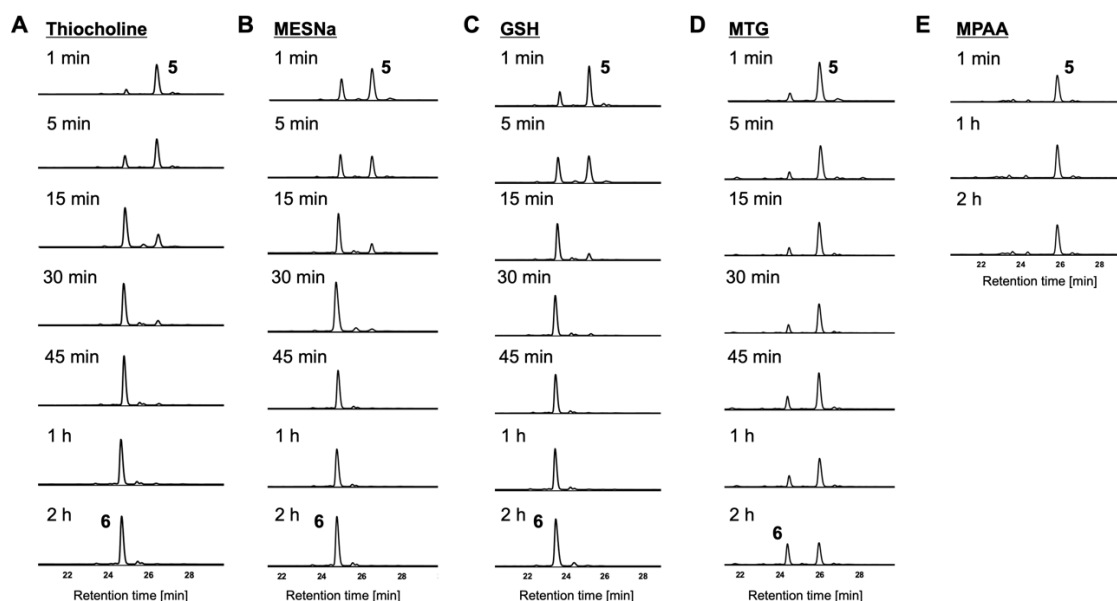 A Thiocholine
1 min
5
5 min
15 min
30 min
45 min
1 h
2 h
6
22 24 26 28
Retention time [min]
B MESNa
1 min
5
5 min
15 min
30 min
45 min
1 h
2 h
6
22 24 26 28
Retention time [min]
C GSH
1 min
5
5 min
15 min
30 min
45 min
1 h
2 h
6
22 24 26 28
Retention time [min]
D MTG
1 min
5
5 min
15 min
30 min
45 min
1 h
2 h
6
22 24 26 28
Retention time [min]
E MPAA
1 min
5
1 h
2 h
22 24 26 28
Retention time [min]